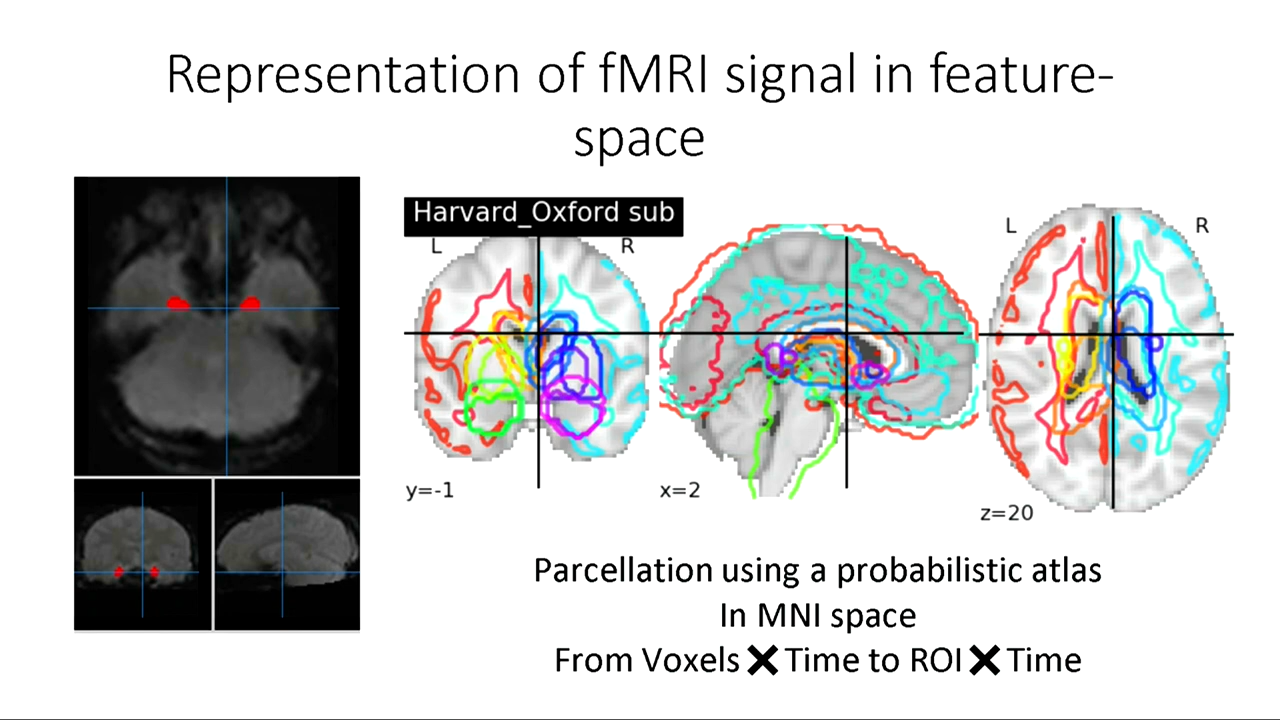 Representation of fMRI signal in feature-
space
Harvard_Oxford sub
L R
L R
y=-1
x=2
z=20
Parcellation using a probabilistic atlas
In MNI space
From Voxels ❌ Time to ROI ❌ Time